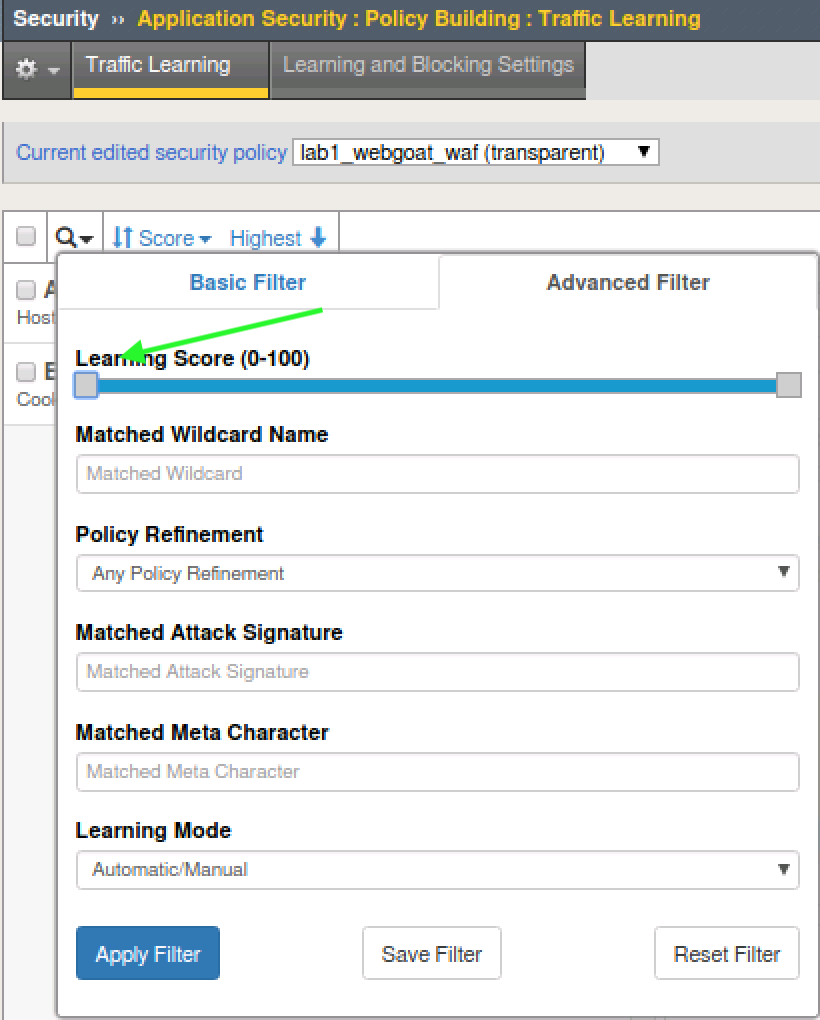 Security ›› Application Security : Policy Building : Traffic Learning
Traffic Learning Learning and Blocking Settings
Current edited security policy lab1_webgoat_waf (transparent)
Score Highest
Basic Filter Advanced Filter
Host
Learning Score (0-100)
Matched Wildcard Name
Matched Wildcard
Policy Refinement
Any Policy Refinement
Matched Attack Signature
Matched Attack Signature
Matched Meta Character
Matched Meta Character
Learning Mode
Automatic/Manual
Apply Filter Save Filter Reset Filter